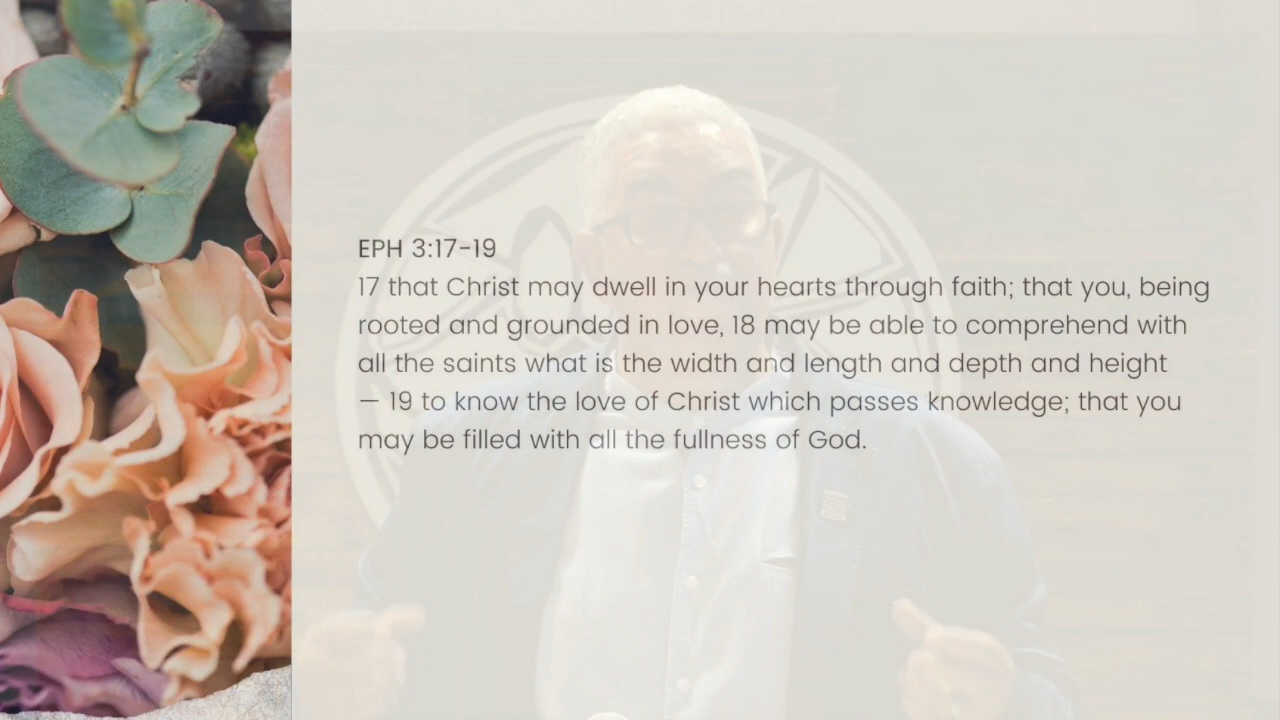 EPH 3:17-19
17 that Christ may dwell in your hearts through faith; that you, being
rooted and grounded in love, 18 may be able to comprehend with
all the saints what is the width and length and depth and height
— 19 to know the love of Christ which passes knowledge; that you
may be filled with all the fullness of God.